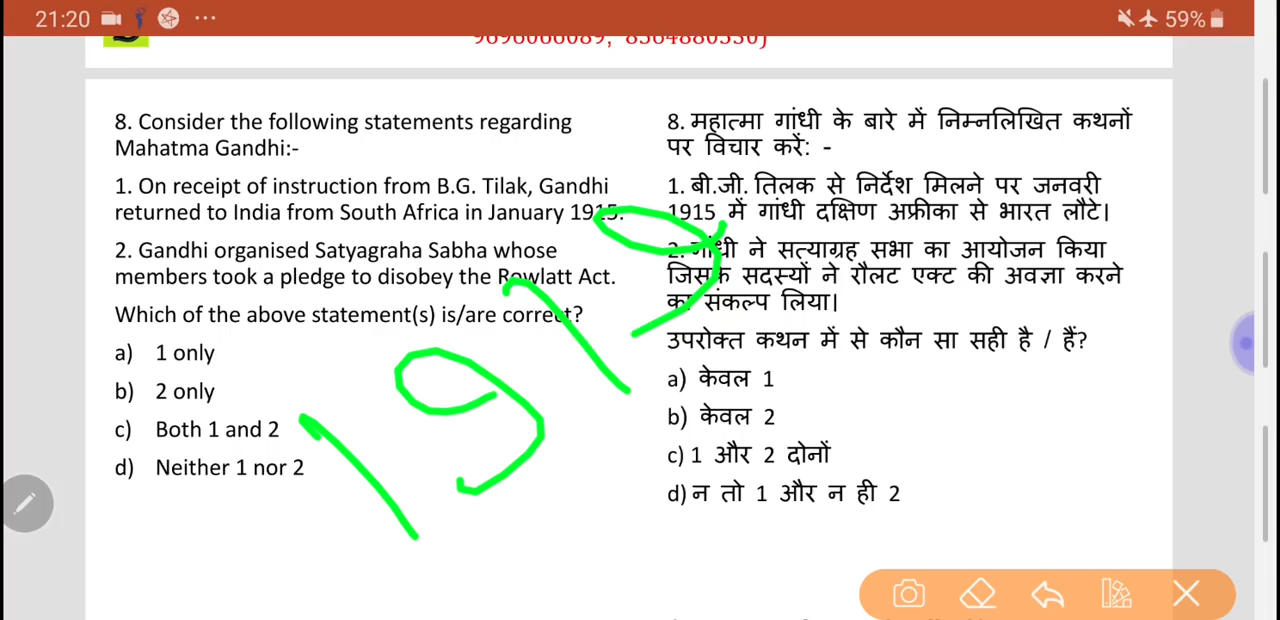 21:20
59%
8. Consider the following statements regarding
Mahatma Gandhi:-
1. On receipt of instruction from B.G. Tilak, Gandhi
returned to India from South Africa in January 1915.
2. Gandhi organised Satyagraha Sabha whose
members took a pledge to disobey the Rowlatt Act.
Which of the above statement(s) is/are correct?
a) 1 only
b) 2 only
c) Both 1 and 2
d) Neither 1 nor 2
8. महात्मा गांधी के बारे में निम्नलिखित कथनों
पर विचार करें: -
1. बी.जी. तिलक से निर्देश मिलने पर जनवरी
1915 में गांधी दक्षिण अफ्रीका से भारत लौटे।
2. गांधी ने सत्याग्रह सभा का आयोजन किया
जिसके सदस्यों ने रौलट एक्ट की अवज्ञा करने
का संकल्प लिया।
उपरोक्त कथन में से कौन सा सही है / हैं?
a) केवल 1
b) केवल 2
c) 1 और 2 दोनों
d) न तो 1 और न ही 2
1919